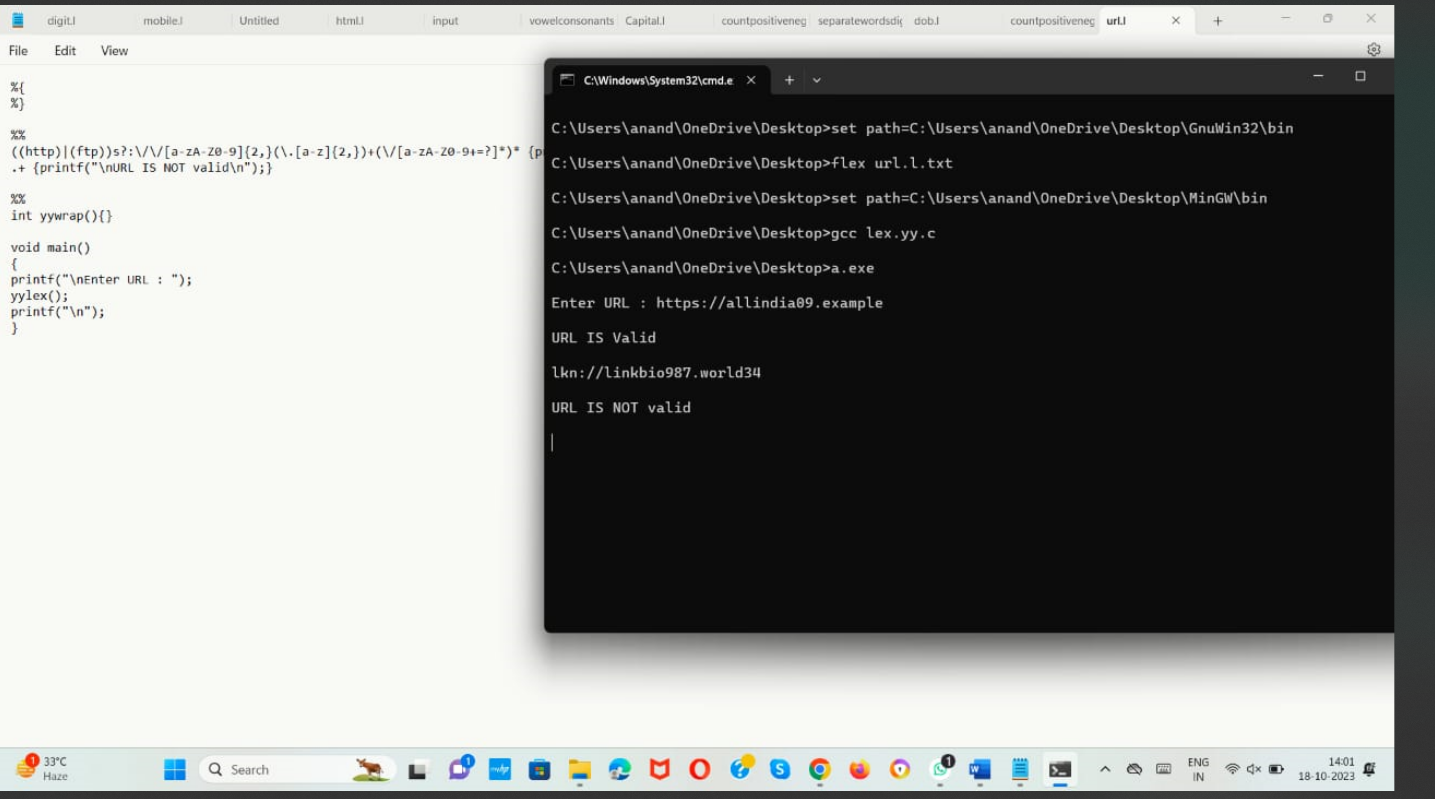 digit.l mobile.l Untitled html.l input vowelconsonants Capital.l countpositiveneg separatewordsdig dob.l countpositiveneg url.l
File Edit View
%{
%}
%%
((http)|(ftp))s?:\/\/[a-zA-Z0-9]{2,}(\.[a-z]{2,})+(\/[a-zA-Z0-9+=?]*)* {p
.+ {printf("\nURL IS NOT valid\n");}
%%
int yywrap(){}
void main()
{
printf("\nEnter URL : ");
yylex();
printf("\n");
}
C:\Windows\System32\cmd.e
C:\Users\anand\OneDrive\Desktop>set path=C:\Users\anand\OneDrive\Desktop\GnuWin32\bin
C:\Users\anand\OneDrive\Desktop>flex url.l.txt
C:\Users\anand\OneDrive\Desktop>set path=C:\Users\anand\OneDrive\Desktop\MinGW\bin
C:\Users\anand\OneDrive\Desktop>gcc lex.yy.c
C:\Users\anand\OneDrive\Desktop>a.exe
Enter URL : https://allindia09.example
URL IS Valid
lkn://linkbio987.world34
URL IS NOT valid
1
33°C
Haze
Search
1
ENG
IN
14:01
18-10-2023